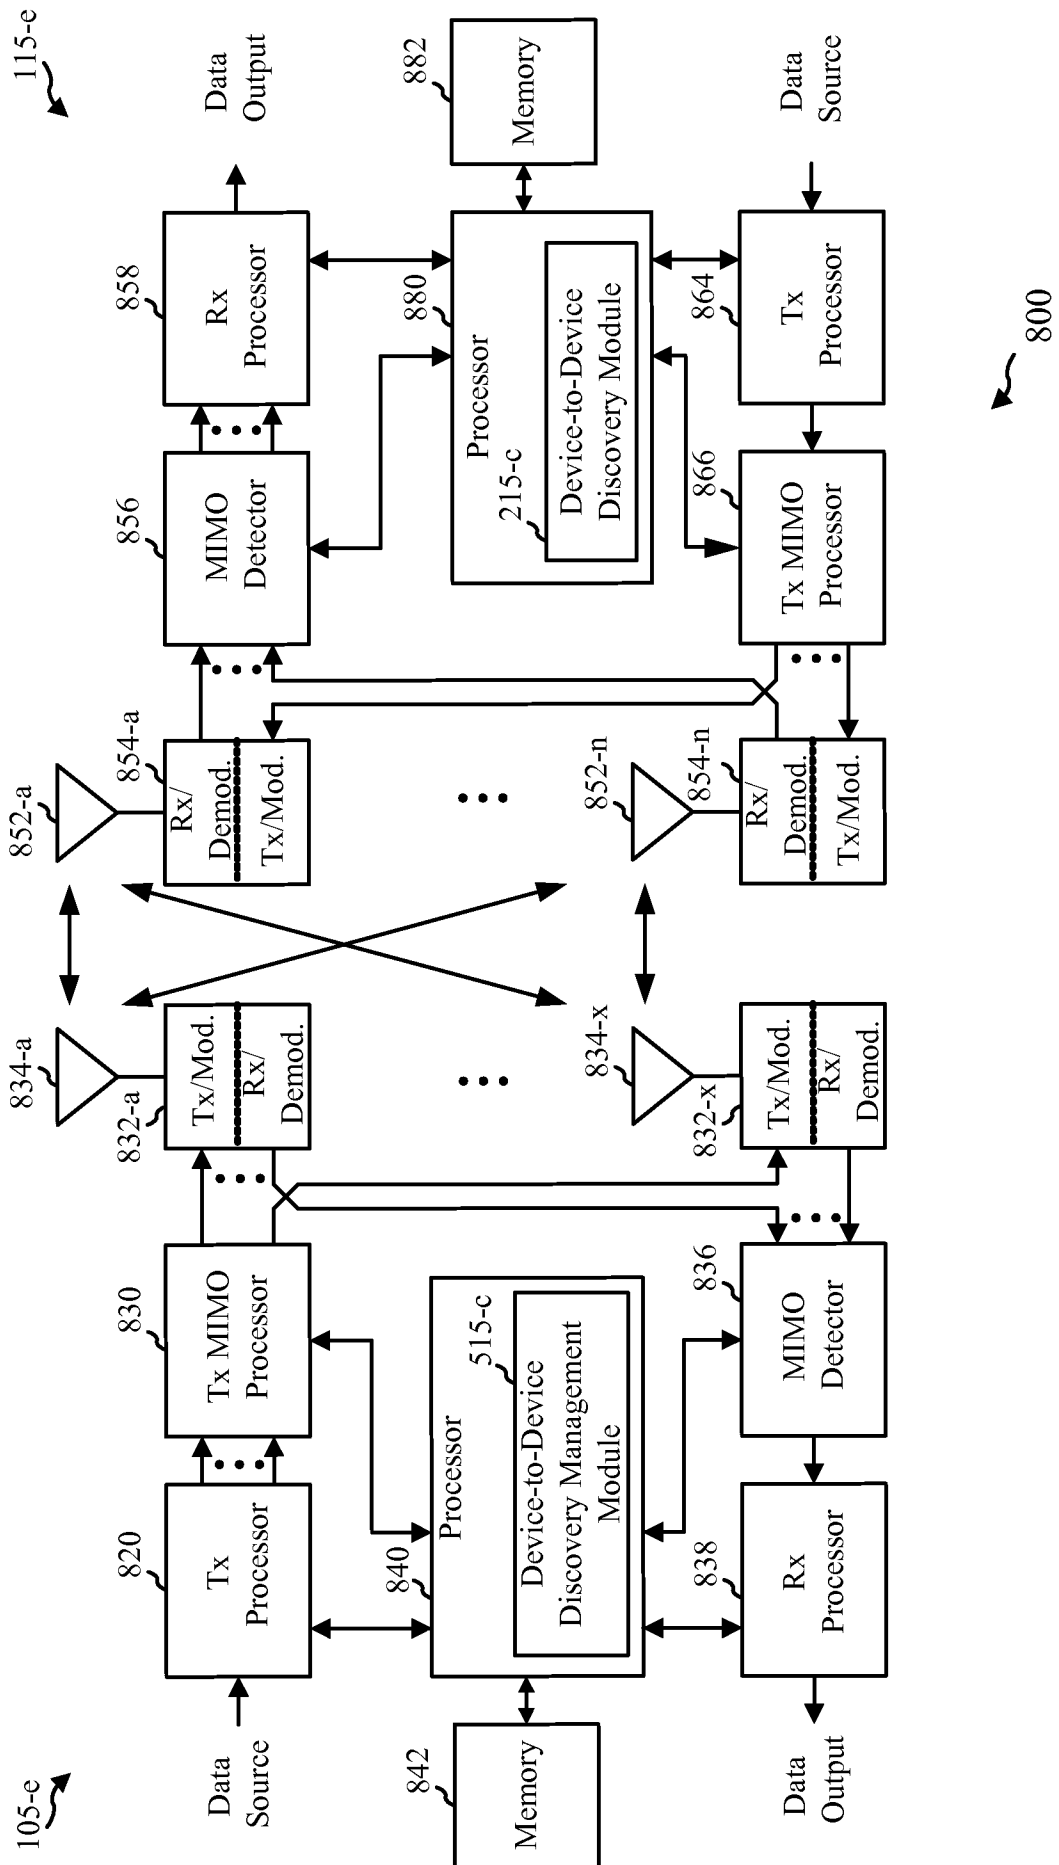 105-e
115-e
Data
Source
820
Tx
Processor
830
Tx MIMO
Processor
832-a
Tx/Mod.
Rx/
Demod.
834-a
852-a
854-a
Rx/
Demod.
Tx/Mod.
856
MIMO
Detector
858
Rx
Processor
Data
Output
842
Memory
840
Processor
515-c
Device-to-Device
Discovery Management
Module
880
Processor
215-c
Device-to-Device
Discovery Module
882
Memory
Data
Output
838
Rx
Processor
836
MIMO
Detector
832-x
Tx/Mod.
Rx/
Demod.
834-x
852-n
854-n
Rx/
Demod.
Tx/Mod.
866
Tx MIMO
Processor
864
Tx
Processor
Data
Source
800